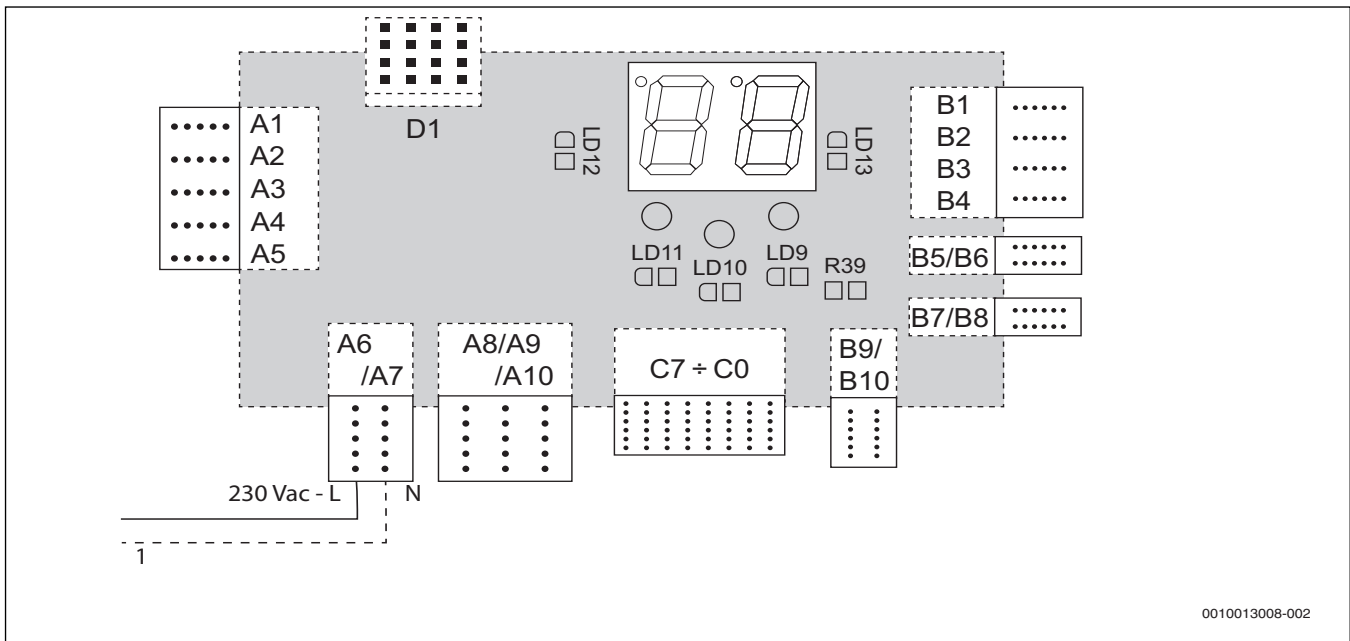 D1
A1
A2
A3
A4
A5
LD12
LD13
B1
B2
B3
B4
B5/B6
B7/B8
LD11
LD10
LD9
R39
A6
/A7
A8/A9
/A10
C7 ÷ C0
B9/
B10
230 Vac - L
N
1
0010013008-002